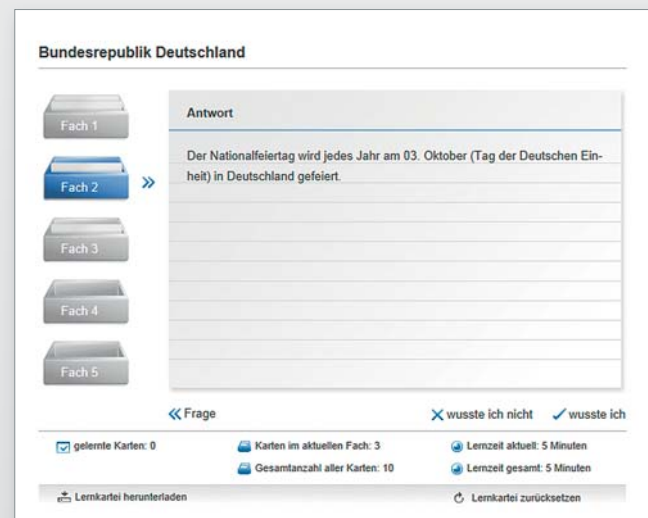 Bundesrepublik Deutschland
Fach 1
Fach 2
Fach 3
Fach 4
Fach 5
Antwort
Der Nationalfeiertag wird jedes Jahr am 03. Oktober (Tag der Deutschen Ein-
heit) in Deutschland gefeiert.
Frage
wusste ich nicht
wusste ich
gelernte Karten: 0
Karten im aktuellen Fach: 3
Lernzeit aktuell: 5 Minuten
Gesamtanzahl aller Karten: 10
Lernzeit gesamt: 5 Minuten
Lernkartei herunterladen
Lernkartei zurücksetzen